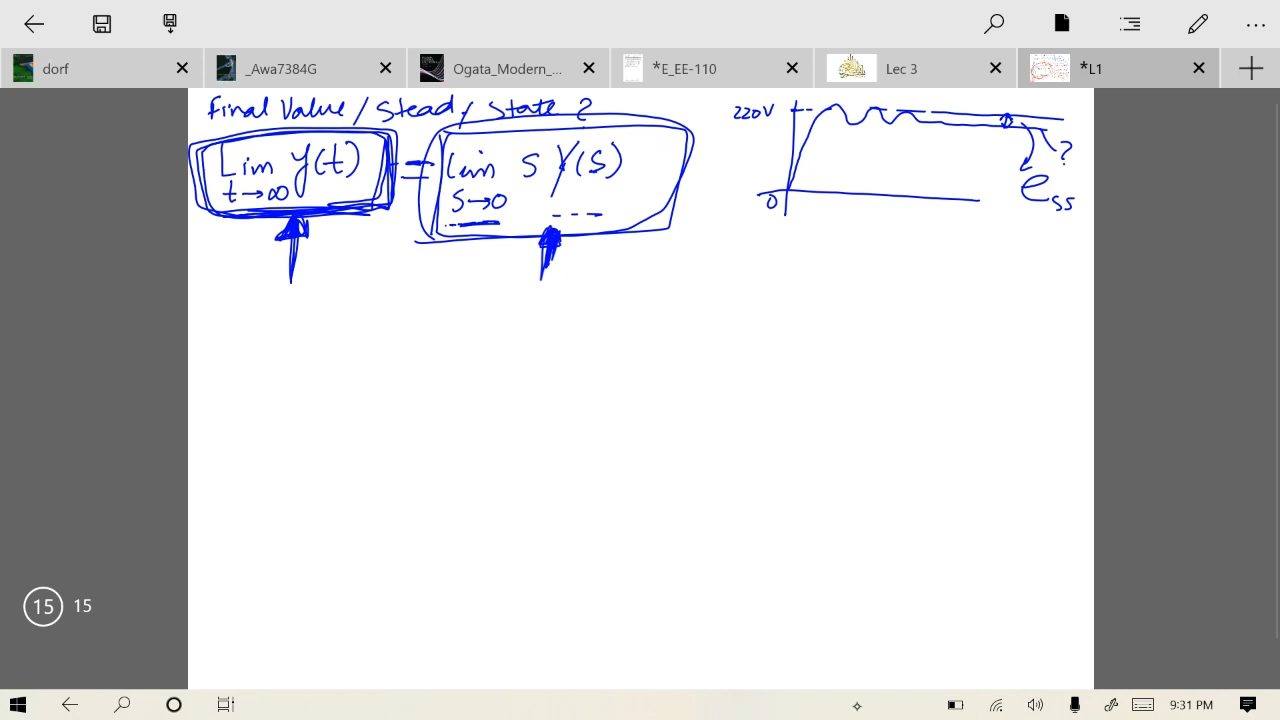 dorf
_Awa7384G
Ogata_Modern_...
*E_EE-110
Lec 3
*L1
Final Value / Stead / State ?
Lim y(t) = lim s Y(s)
t→∞ s→0
220V
0
?
ess
15 15
9:31 PM